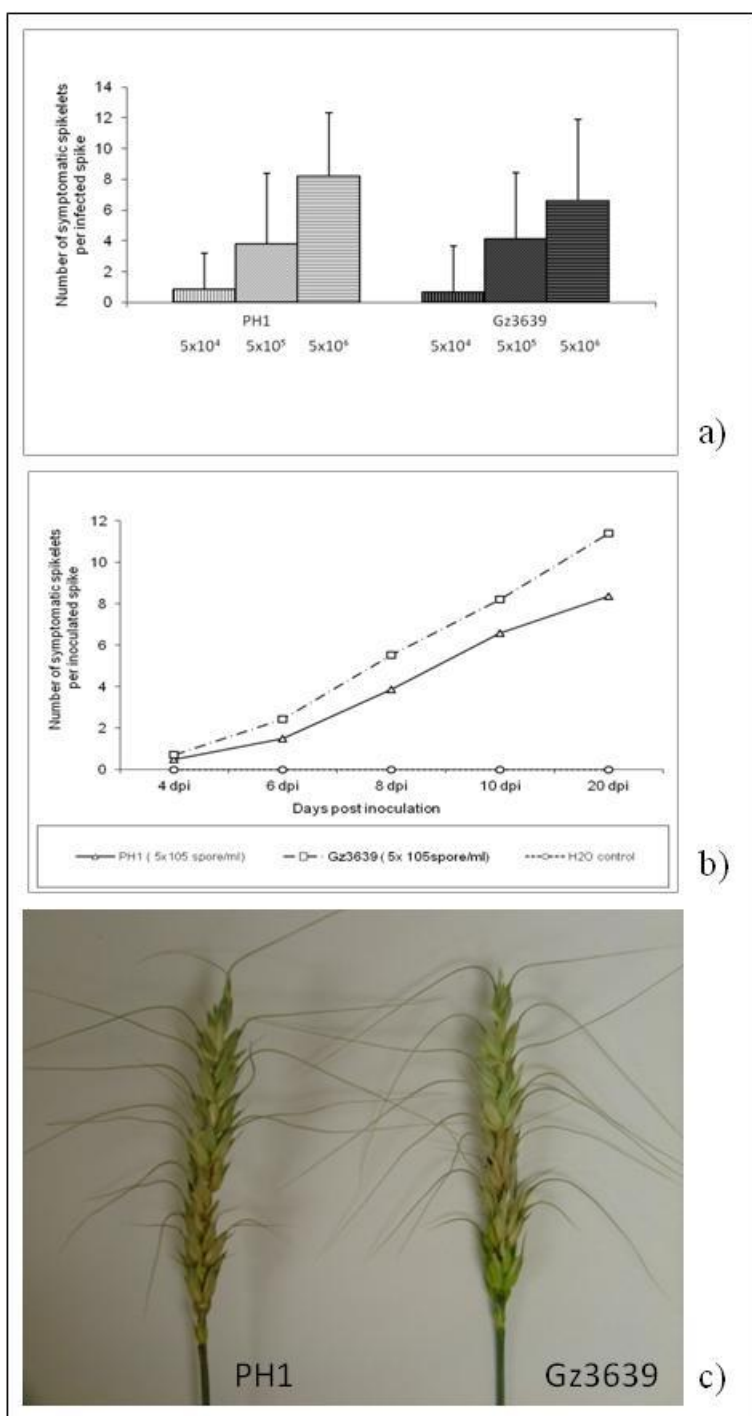 Number of symptomatic spikelets
per infected spike
14
12
10
8
6
4
2
0
PH1
Gz3639
5x10⁴ 5x10⁵ 5x10⁶ 5x10⁴ 5x10⁵ 5x10⁶
a)
Number of symptomatic spikelets
per inoculated spike
12
10
8
6
4
2
0
4 dpi 6 dpi 8 dpi 10 dpi 20 dpi
Days post inoculation
PH1 ( 5x105 spore/ml) Gz3639 ( 5x 105spore/ml) H2O control
b)
PH1 Gz3639
c)